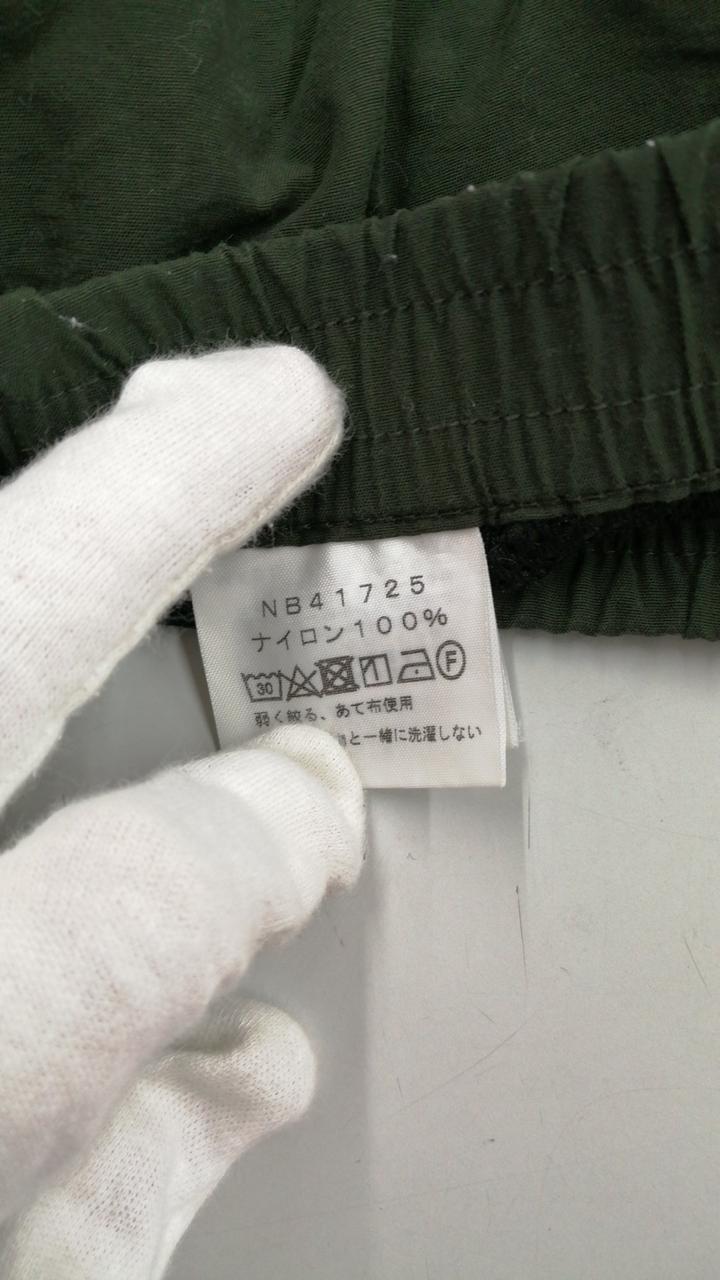 NB41725
ナイロン100%
30 F
弱く絞る、あて布使用
と一緒に洗濯しない